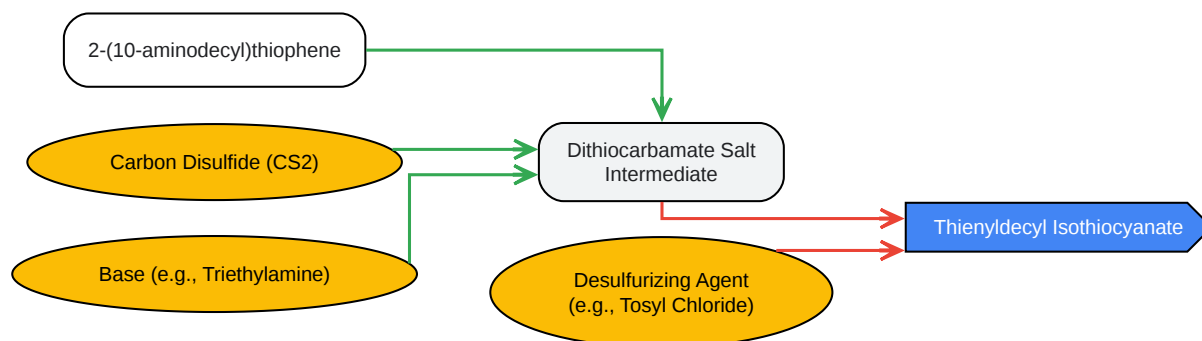 2-(10-aminodecyl)thiophene
Carbon Disulfide (CS2)
Dithiocarbamate Salt
Intermediate
Thienyldecyl Isothiocyanate
Base (e.g., Triethylamine)
Desulfurizing Agent
(e.g., Tosyl Chloride)